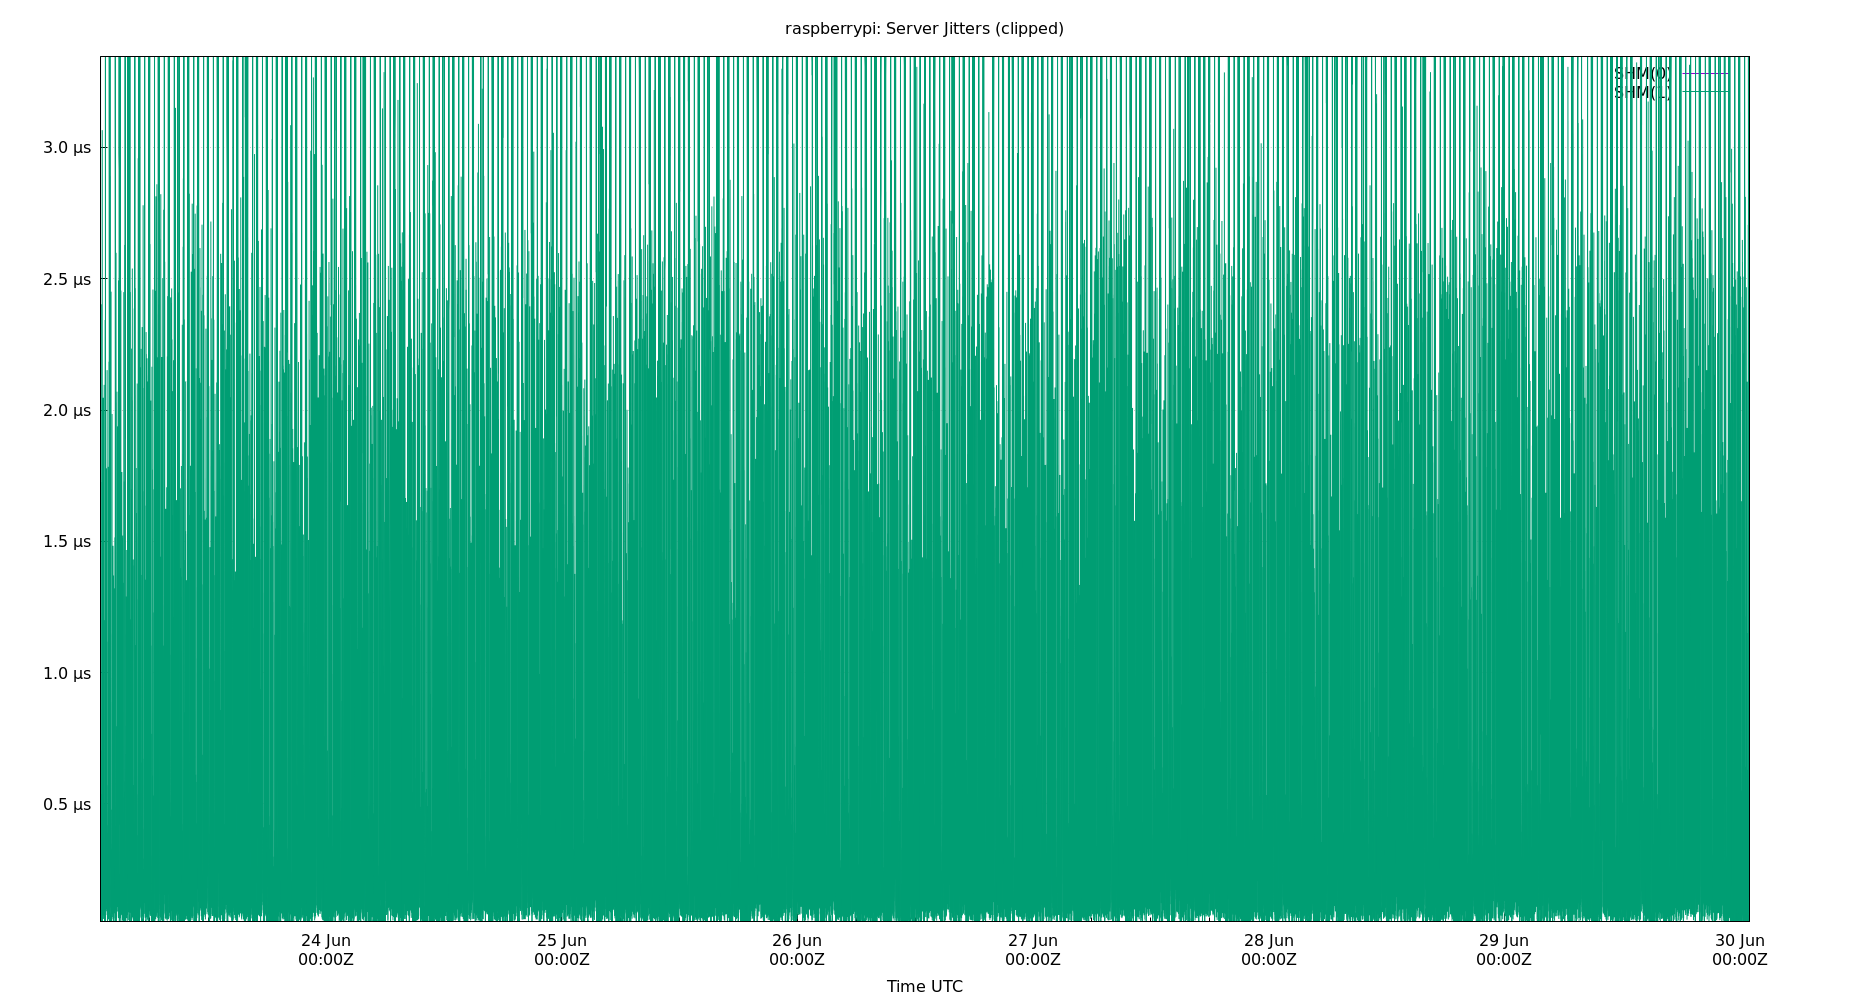 raspberrypi: Server Jitters (clipped)
SHM(0)
SHM(1)
3.0 µs
2.5 µs
2.0 µs
1.5 µs
1.0 µs
0.5 µs
24 Jun 25 Jun 26 Jun 27 Jun 28 Jun 29 Jun 30 Jun
00:00Z 00:00Z 00:00Z 00:00Z 00:00Z 00:00Z 00:00Z
Time UTC